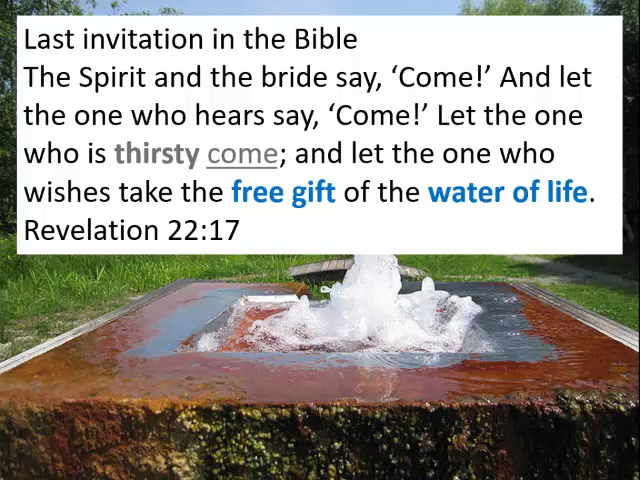 Last invitation in the Bible
The Spirit and the bride say, ‘Come!’ And let
the one who hears say, ‘Come!’ Let the one
who is thirsty come; and let the one who
wishes take the free gift of the water of life.
Revelation 22:17